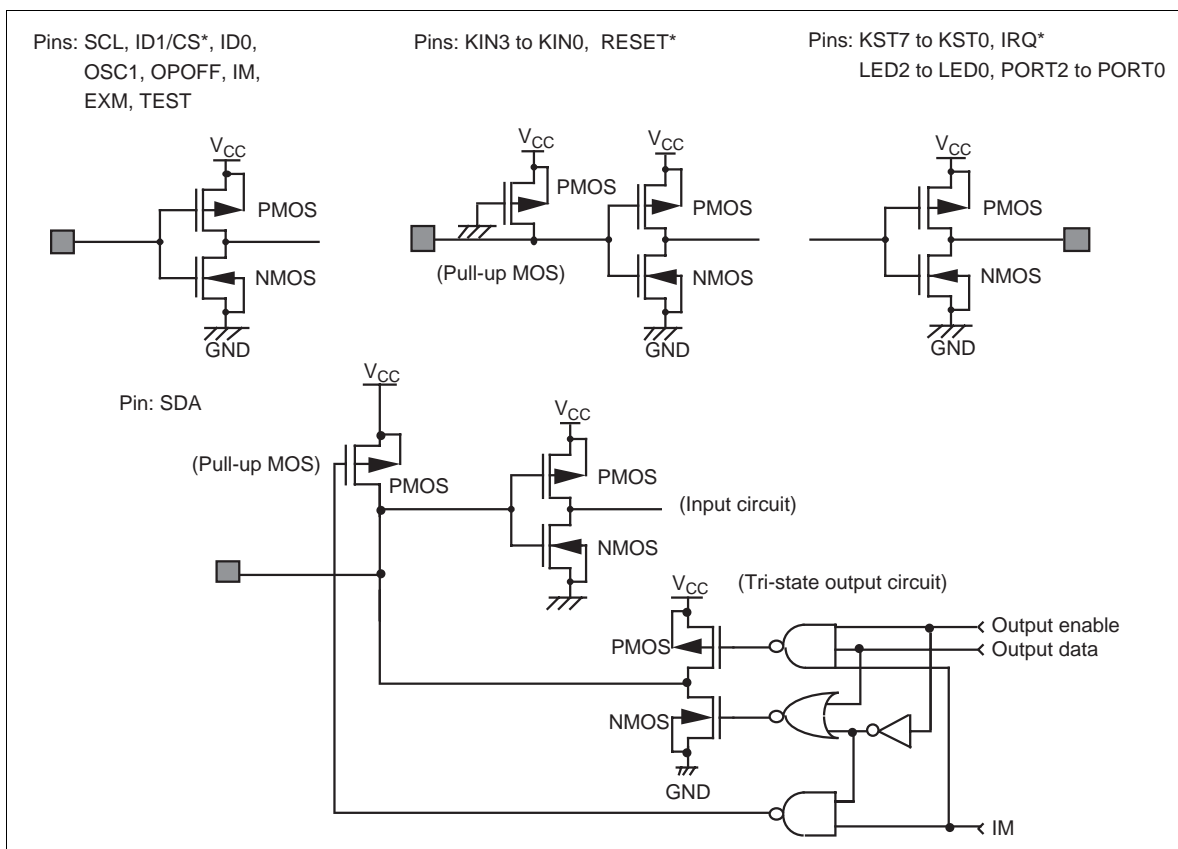 Pins: SCL, ID1/CS*, ID0,
OSC1, OPOFF, IM,
EXM, TEST
Pins: KIN3 to KIN0, RESET*
Pins: KST7 to KST0, IRQ*
LED2 to LED0, PORT2 to PORT0
VCC
PMOS
NMOS
GND
VCC
PMOS
(Pull-up MOS)
VCC
PMOS
NMOS
GND
VCC
PMOS
NMOS
GND
Pin: SDA
VCC
(Pull-up MOS)
PMOS
VCC
PMOS
NMOS
(Input circuit)
VCC
(Tri-state output circuit)
PMOS
NMOS
GND
Output enable
Output data
IM